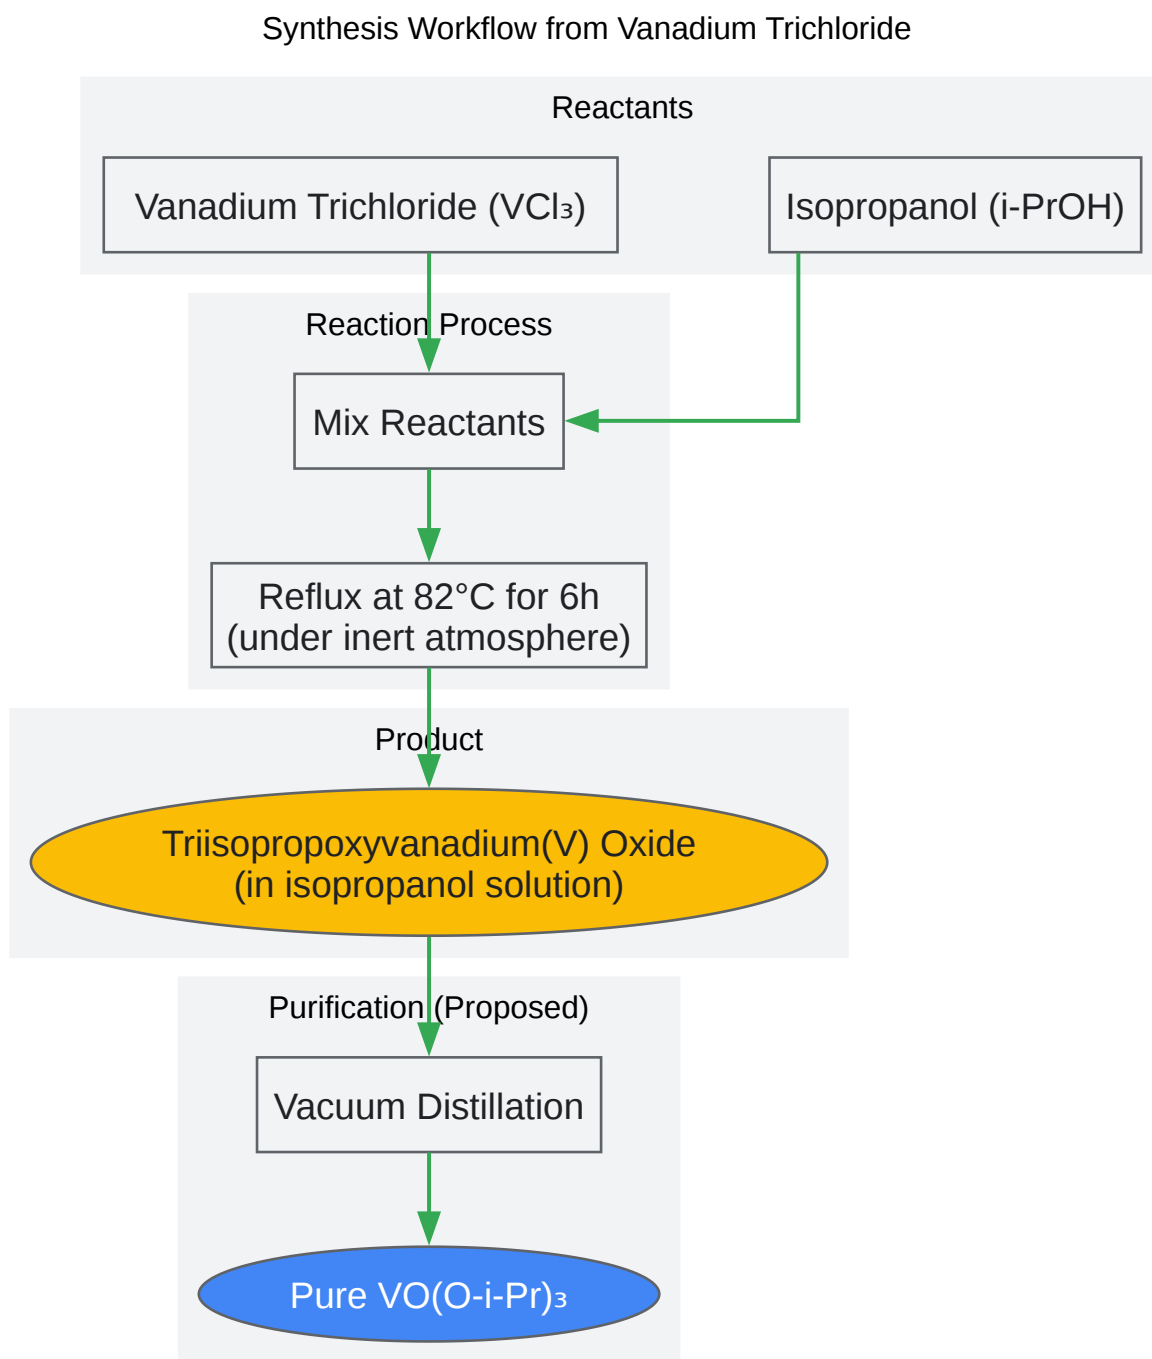 Synthesis Workflow from Vanadium Trichloride
Reactants
Vanadium Trichloride (VCl₃)
Isopropanol (i-PrOH)
Reaction Process
Mix Reactants
Reflux at 82°C for 6h
(under inert atmosphere)
Product
Triisopropoxyvanadium(V) Oxide
(in isopropanol solution)
Purification (Proposed)
Vacuum Distillation
Pure VO(O-i-Pr)₃